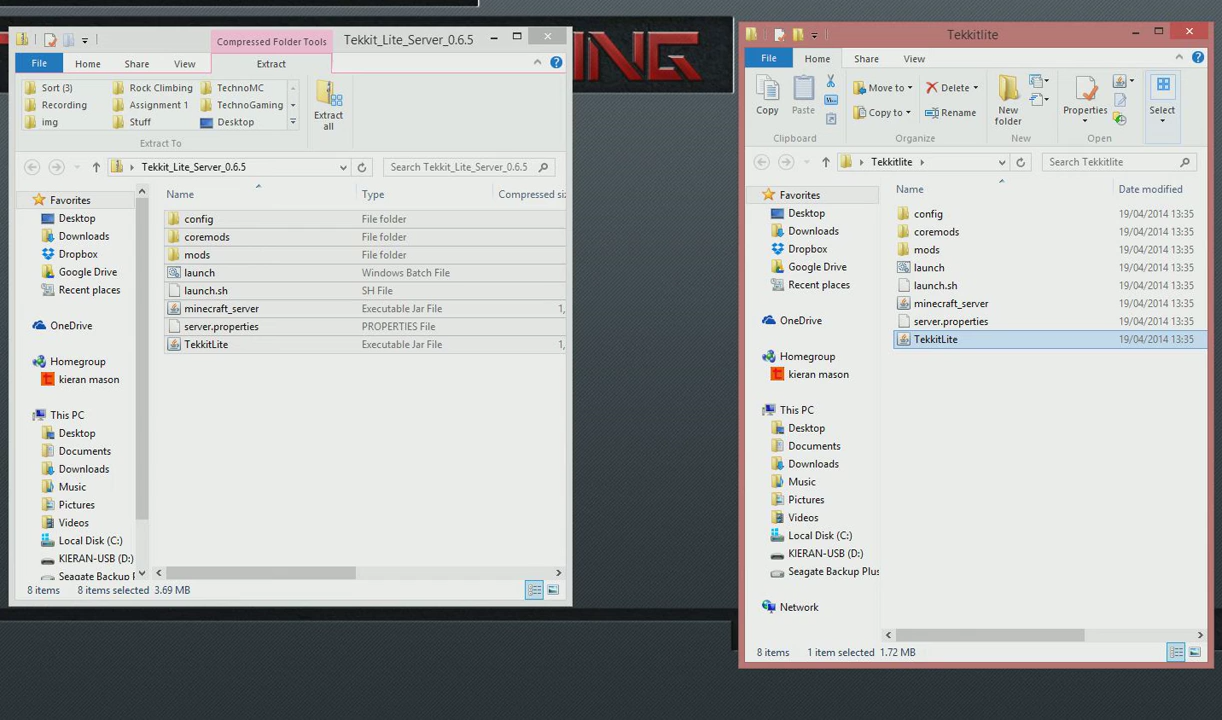 ING
Compressed Folder Tools
Tekkit_Lite_Server_0.6.5
File
Home
Share
View
Extract
Sort (3)
Rock Climbing
TechnoMC
Recording
Assignment 1
TechnoGaming
img
Stuff
Desktop
Extract all
Extract To
Tekkit_Lite_Server_0.6.5
Search Tekkit_Lite_Server_0.6.5
Name
Type
Compressed siz
Favorites
Desktop
Downloads
Dropbox
Google Drive
Recent places
OneDrive
Homegroup
kieran mason
This PC
Desktop
Documents
Downloads
Music
Pictures
Videos
Local Disk (C:)
KIERAN-USB (D:)
Seagate Backup P
config
File folder
coremods
File folder
mods
File folder
launch
Windows Batch File
launch.sh
SH File
minecraft_server
Executable Jar File
1,
server.properties
PROPERTIES File
TekkitLite
Executable Jar File
1,
8 items
8 items selected 3.69 MB
Tekkitlite
File
Home
Share
View
Copy
Paste
Move to
Copy to
Delete
Rename
New folder
Properties
Select
Clipboard
Organize
New
Open
Tekkitlite
Search Tekkitlite
Name
Date modified
Favorites
Desktop
Downloads
Dropbox
Google Drive
Recent places
OneDrive
Homegroup
kieran mason
This PC
Desktop
Documents
Downloads
Music
Pictures
Videos
Local Disk (C:)
KIERAN-USB (D:)
Seagate Backup Plus
Network
config
19/04/2014 13:35
coremods
19/04/2014 13:35
mods
19/04/2014 13:35
launch
19/04/2014 13:35
launch.sh
19/04/2014 13:35
minecraft_server
19/04/2014 13:35
server.properties
19/04/2014 13:35
TekkitLite
19/04/2014 13:35
8 items
1 item selected 1.72 MB